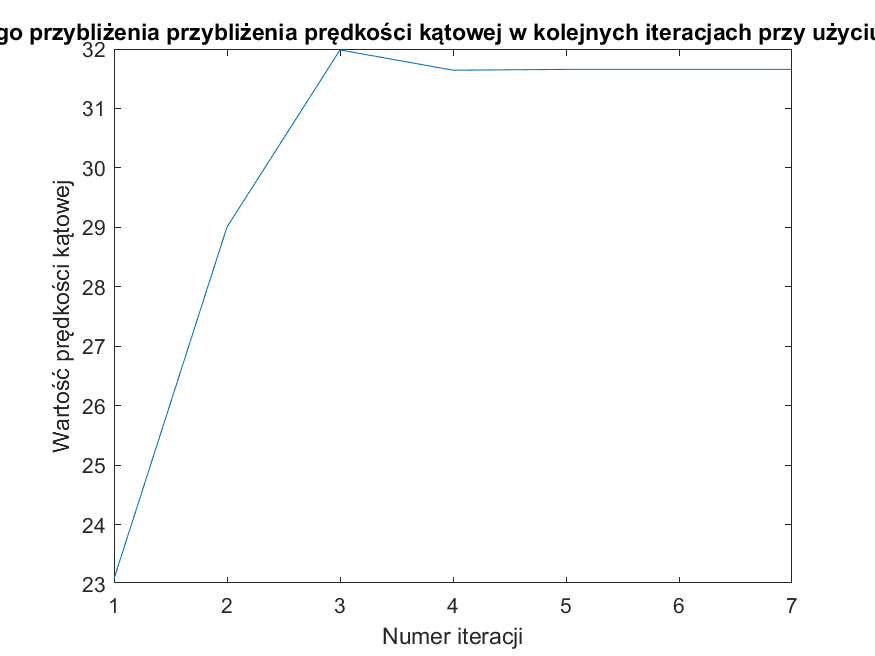 go przybliżenia przybliżenia prędkości kątowej w kolejnych iteracjach przy użyciu
32
31
30
29
28
27
26
25
24
23
Wartość prędkości kątowej
1 2 3 4 5 6 7
Numer iteracji